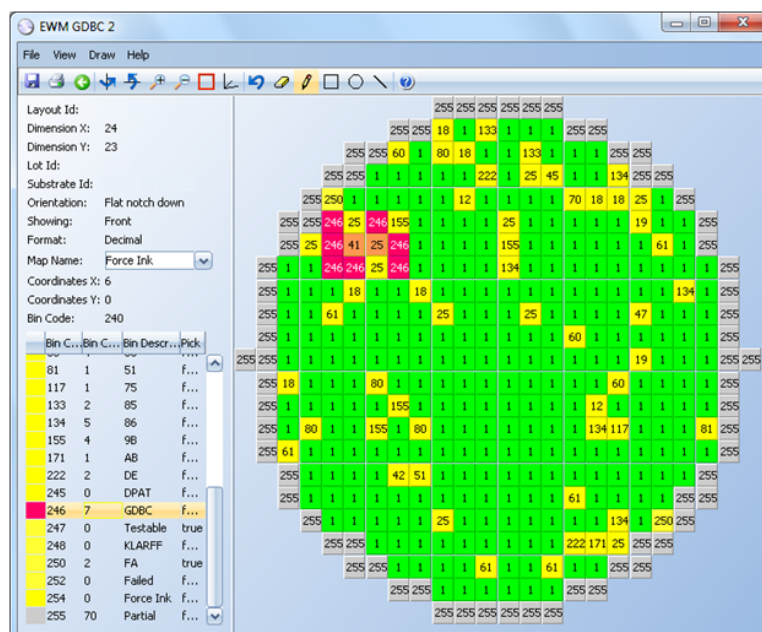 EWM GDBC 2
File View Draw Help
Layout Id:
Dimension X: 24
Dimension Y: 23
Lot Id:
Substrate Id:
Orientation: Flat notch down
Showing: Front
Format: Decimal
Map Name: Force Ink
Coordinates X: 6
Coordinates Y: 0
Bin Code: 240
Bin C... Bin C... Bin Descr... Pick
81 1 51 f...
117 1 75 f...
133 2 85 f...
134 5 86 f...
155 4 9B f...
171 1 AB f...
222 2 DE f...
245 0 DPAT f...
246 7 GDBC f...
247 0 Testable true
248 0 KLARFF f...
250 2 FA true
252 0 Failed f...
254 0 Force Ink f...
255 70 Partial f...
255 255 255 255 255 255
255 255 18 1 133 1 1 1 255 255
255 255 60 1 80 18 1 1 133 1 1 1 255 255
255 255 1 1 1 1 1 222 1 25 45 1 1 134 255 255
255 250 1 1 1 1 1 12 1 1 1 1 70 18 18 25 1 255
255 255 246 25 246 155 1 1 1 1 25 1 1 1 1 1 19 1 1 255
255 25 246 41 25 246 1 1 1 1 155 1 1 1 1 1 1 61 1 255
255 1 1 246 246 25 246 1 1 1 1 134 1 1 1 1 1 1 1 1 1 255
255 1 1 1 18 1 1 18 1 1 1 1 1 1 1 1 1 1 1 134 1 255
255 1 1 61 1 1 1 1 25 1 1 1 25 1 1 1 1 47 1 1 1 255
255 1 1 1 1 1 1 1 1 1 1 1 1 1 60 1 1 1 1 1 1 255
255 255 1 1 1 1 1 1 1 1 1 1 1 1 1 1 1 1 19 1 1 1 255 255
255 18 1 1 1 80 1 1 1 1 1 1 1 1 1 1 60 1 1 1 1 255
255 1 1 1 1 1 155 1 1 1 1 1 1 1 1 12 1 1 1 1 1 255
255 1 80 1 1 155 1 80 1 1 1 1 1 1 1 134 117 1 1 1 81 255
255 61 1 1 1 1 1 1 1 1 1 1 1 1 1 1 1 1 1 1 1 255
255 1 1 1 1 42 51 1 1 1 1 1 1 1 1 1 1 1 1 255
255 1 1 1 1 1 1 1 1 1 1 1 1 61 1 1 1 1 255 255
255 1 1 1 1 1 25 1 1 1 1 1 1 1 134 1 250 255
255 255 1 1 1 1 1 1 1 1 1 222 171 25 255 255
255 255 1 1 1 1 61 1 1 61 1 1 255 255
255 255 1 1 1 1 1 1 255 255
255 255 255 255 255 255